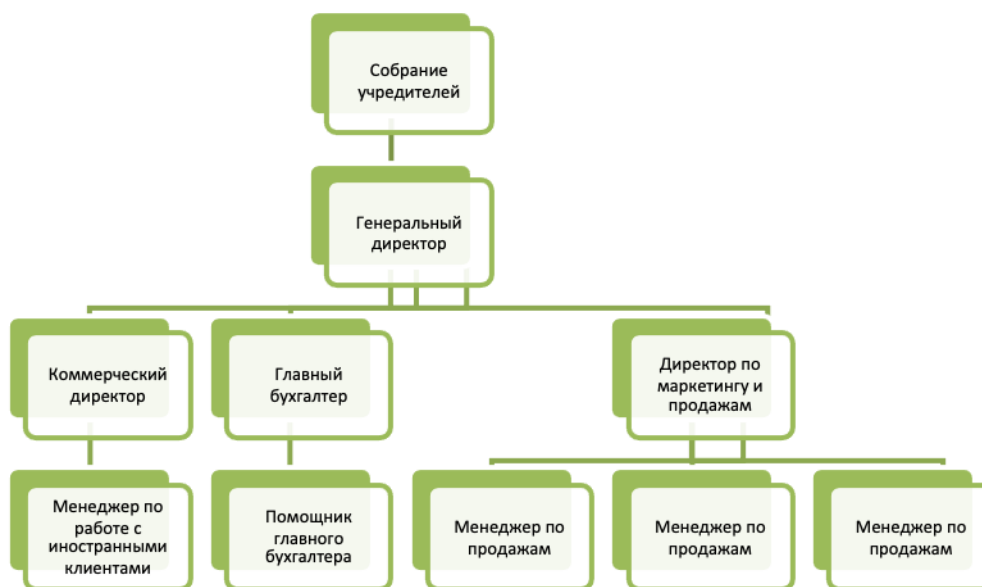 Собрание
учредителей
Генеральный
директор
Коммерческий
директор
Главный
бухгалтер
Директор по
маркетингу и
продажам
Менеджер по
работе с
иностранными
клиентами
Помощник
главного
бухгалтера
Менеджер по
продажам
Менеджер по
продажам
Менеджер по
продажам